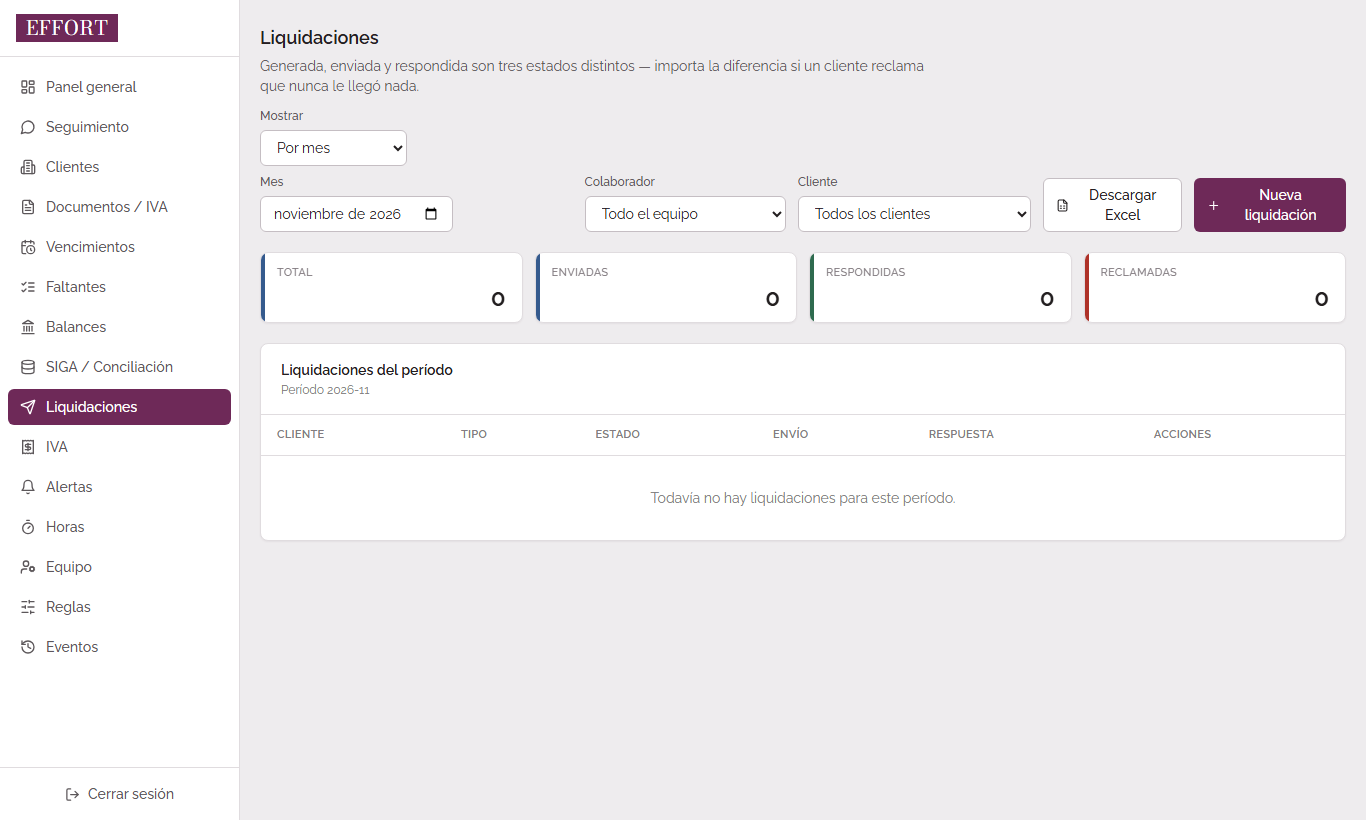 EFFORT
Panel general
Seguimiento
Clientes
Documentos / IVA
Vencimientos
Faltantes
Balances
SIGA / Conciliación
Liquidaciones
IVA
Alertas
Horas
Equipo
Reglas
Eventos
Cerrar sesión
Liquidaciones
Generada, enviada y respondida son tres estados distintos — importa la diferencia si un cliente reclama
que nunca le llegó nada.
Mostrar
Por mes
Mes
noviembre de 2026
Colaborador
Todo el equipo
Cliente
Todos los clientes
Descargar
Excel
Nueva
liquidación
TOTAL
0
ENVIADAS
0
RESPONDIDAS
0
RECLAMADAS
0
Liquidaciones del período
Período 2026-11
CLIENTE TIPO ESTADO ENVÍO RESPUESTA ACCIONES
Todavía no hay liquidaciones para este período.